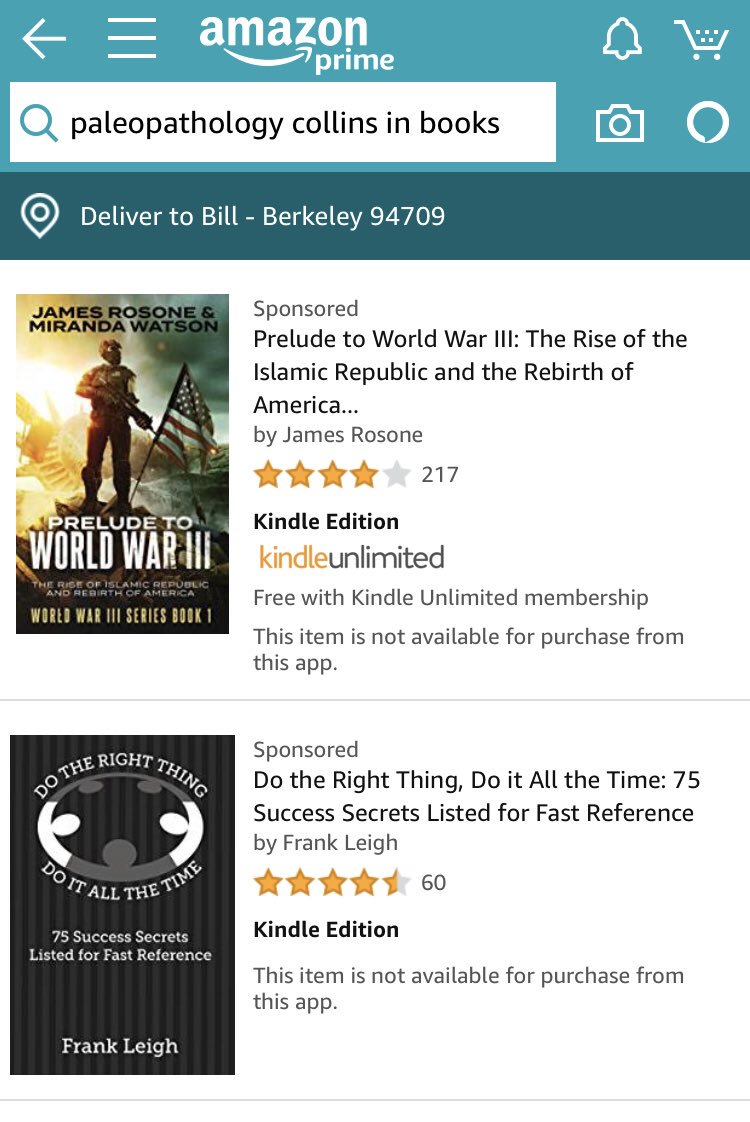 amazon
prime
paleopathology collins in books
Deliver to Bill - Berkeley 94709
JAMES ROSONE &
MIRANDA WATSON
PRELUDE TO
WORLD WAR III
THE RISE OF ISLAMIC REPUBLIC
AND REBIRTH OF AMERICA
WORLD WAR III SERIES BOOK 1
Sponsored
Prelude to World War III: The Rise of the
Islamic Republic and the Rebirth of
America...
by James Rosone
217
Kindle Edition
kindleunlimited
Free with Kindle Unlimited membership
This item is not available for purchase from
this app.
DO THE RIGHT THING
DO IT ALL THE TIME
75 Success Secrets
Listed for Fast Reference
Frank Leigh
Sponsored
Do the Right Thing, Do it All the Time: 75
Success Secrets Listed for Fast Reference
by Frank Leigh
60
Kindle Edition
This item is not available for purchase from
this app.